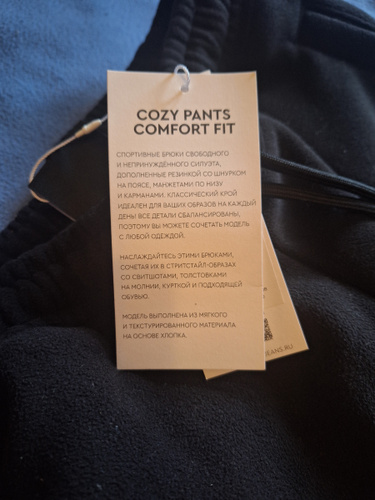 COZY PANTS
COMFORT FIT
СПОРТИВНЫЕ БРЮКИ СВОБОДНОГО
И НЕПРИНУЖДЁННОГО СИЛУЭТА,
ДОПОЛНЕННЫЕ РЕЗИНКОЙ СО ШНУРКОМ
НА ПОЯСЕ, МАНЖЕТАМИ ПО НИЗУ
И КАРМАНАМИ. КЛАССИЧЕСКИЙ КРОЙ
ИДЕАЛЕН ДЛЯ ВАШИХ ОБРАЗОВ НА КАЖДЫЙ
ДЕНЬ! ВСЕ ДЕТАЛИ СБАЛАНСИРОВАНЫ,
ПОЭТОМУ ВЫ МОЖЕТЕ СОЧЕТАТЬ МОДЕЛЬ
С ЛЮБОЙ ОДЕЖДОЙ.
НАСЛАЖДАЙТЕСЬ ЭТИМИ БРЮКАМИ,
СОЧЕТАЯ ИХ В СТРИТСТАЙЛ-ОБРАЗАХ
СО СВИТШОТАМИ, ТОЛСТОВКАМИ
НА МОЛНИИ, КУРТКОЙ И ПОДХОДЯЩЕЙ
ОБУВЬЮ.
МОДЕЛЬ ВЫПОЛНЕНА ИЗ МЯГКОГО
И ТЕКСТУРИРОВАННОГО МАТЕРИАЛА
НА ОСНОВЕ ХЛОПКА.
EANS.RU